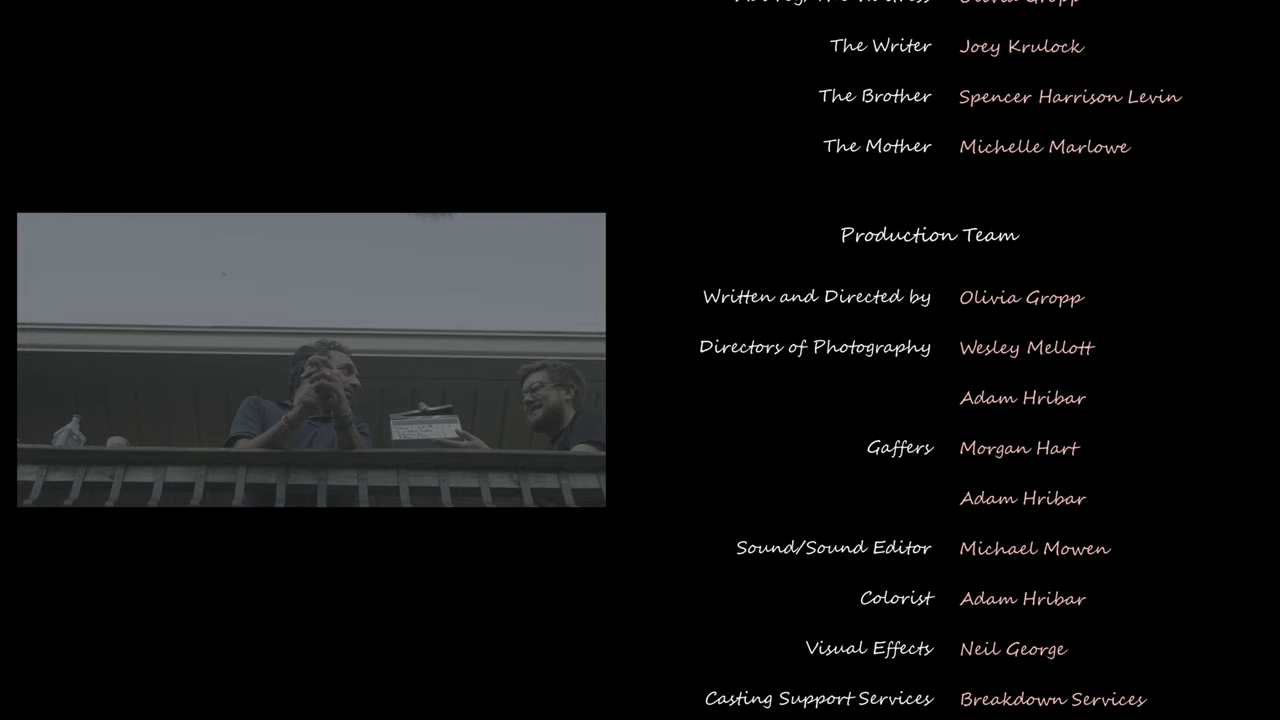 Olivia Gropp
The Writer Joey Krulock
The Brother Spencer Harrison Levin
The Mother Michelle Marlowe
Production Team
Written and Directed by Olivia Gropp
Directors of Photography Wesley Mellott
Adam Hribar
Gaffers Morgan Hart
Adam Hribar
Sound/Sound Editor Michael Mowen
Colorist Adam Hribar
Visual Effects Neil George
Casting Support Services Breakdown Services